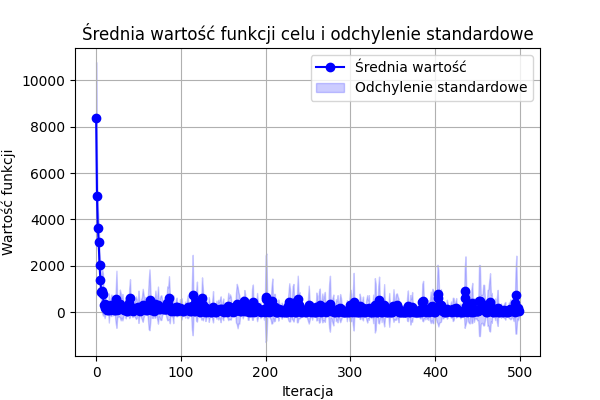 Średnia wartość funkcji celu i odchylenie standardowe
Średnia wartość
Odchylenie standardowe
Wartość funkcji
10000
8000
6000
4000
2000
0
0 100 200 300 400 500
Iteracja